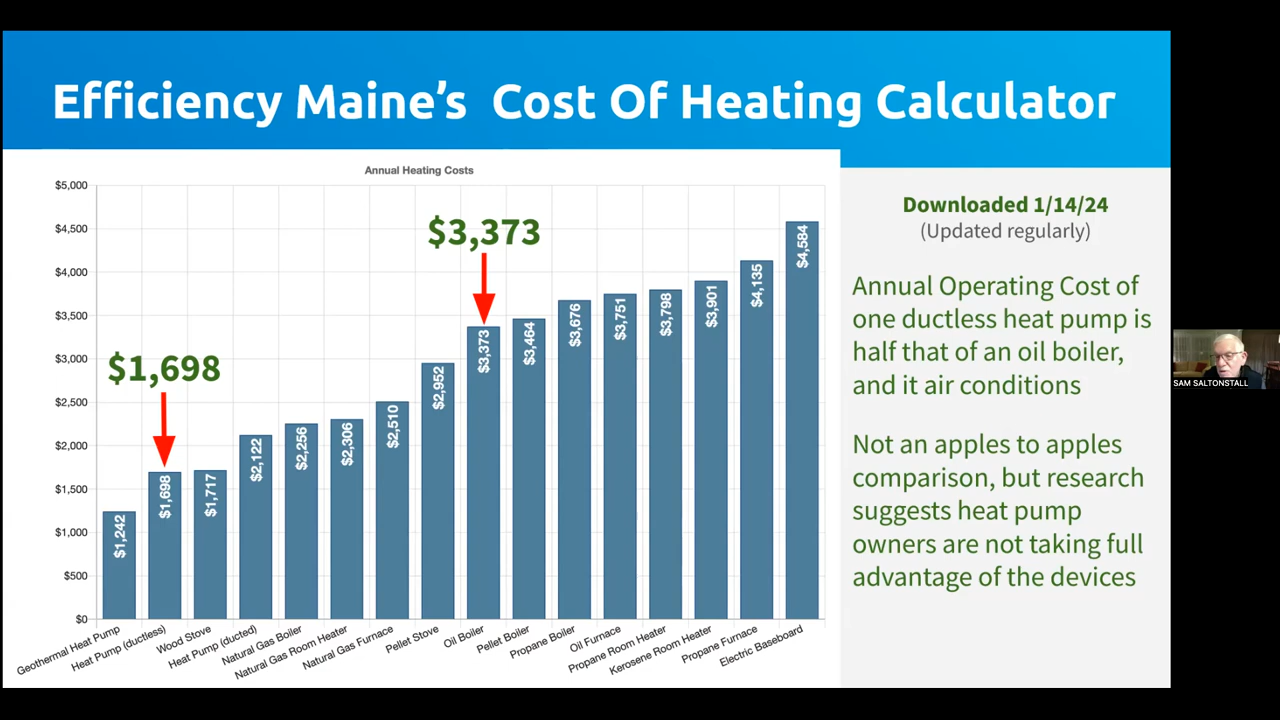 Efficiency Maine's Cost Of Heating Calculator
Annual Heating Costs
$5,000
$4,500
$4,000
$3,500
$3,000
$2,500
$2,000
$1,500
$1,000
$500
$0
$1,698
$3,373
$1,242
$1,698
$1,717
$2,122
$2,256
$2,306
$2,510
$2,952
$3,373
$3,464
$3,676
$3,751
$3,798
$3,901
$4,135
$4,584
Geothermal Heat Pump
Heat Pump (ductless)
Wood Stove
Heat Pump (ducted)
Natural Gas Boiler
Natural Gas Room Heater
Natural Gas Furnace
Pellet Stove
Oil Boiler
Pellet Boiler
Propane Boiler
Oil Furnace
Propane Room Heater
Kerosene Room Heater
Propane Furnace
Electric Baseboard
Downloaded 1/14/24
(Updated regularly)
Annual Operating Cost of
one ductless heat pump is
half that of an oil boiler,
and it air conditions
Not an apples to apples
comparison, but research
suggests heat pump
owners are not taking full
advantage of the devices
SAM SALTONSTALL